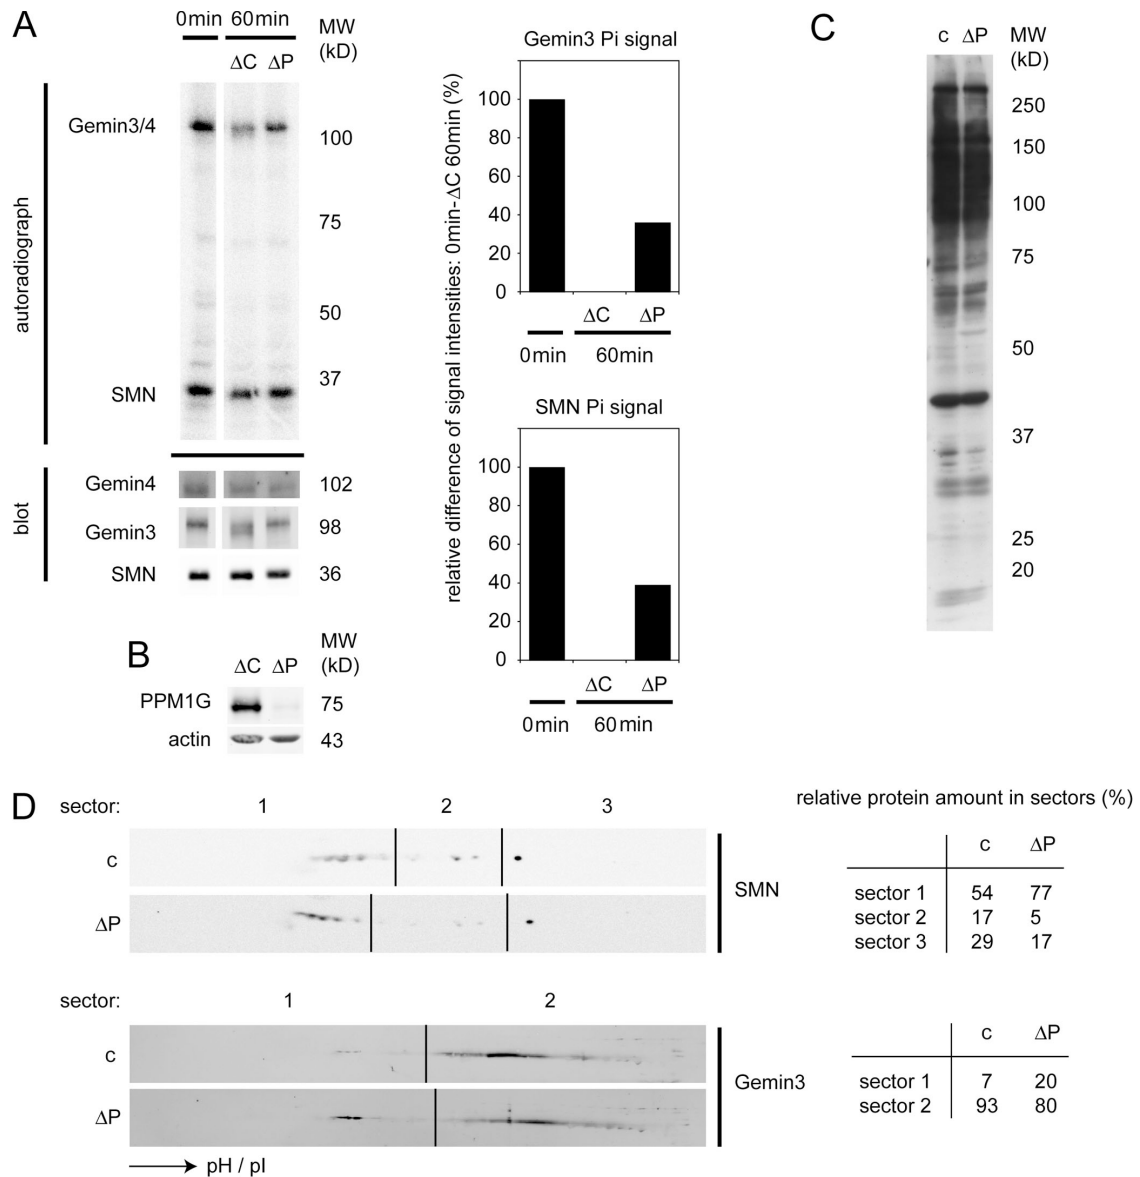 A
0min 60min
ΔC ΔP
MW
(kD)
autoradiograph
Gemin3/4
100
75
50
37
SMN
blot
Gemin4
102
Gemin3
98
SMN
36
relative difference of signal intensities: 0min-ΔC 60min (%)
Gemin3 Pi signal
100
80
60
40
20
0
ΔC ΔP
0min 60min
SMN Pi signal
100
80
60
40
20
0
ΔC ΔP
0min 60min
B
ΔC ΔP
MW
(kD)
PPM1G
75
actin
43
C
c ΔP
MW
(kD)
250
150
100
75
50
37
25
20
D
sector: 1 2 3
c
ΔP
SMN
relative protein amount in sectors (%)
c ΔP
sector 1 54 77
sector 2 17 5
sector 3 29 17
sector: 1 2
c
ΔP
Gemin3
c ΔP
sector 1 7 20
sector 2 93 80
pH / pI